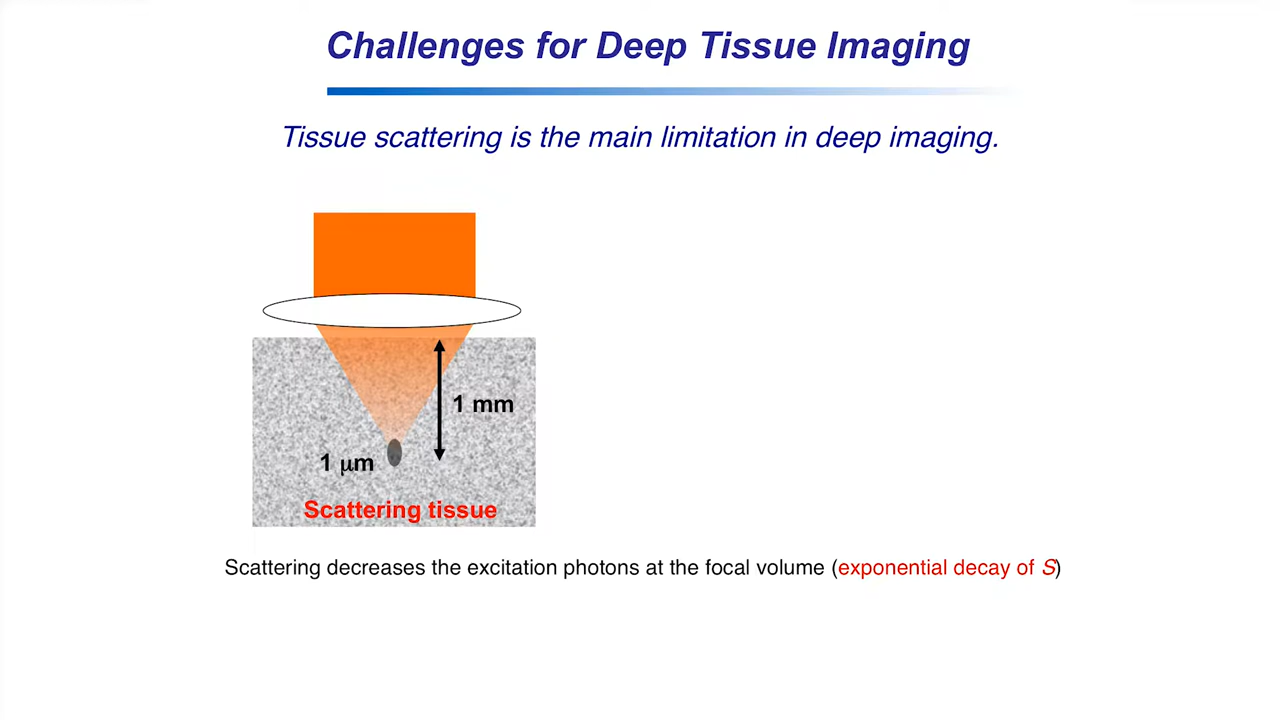 Challenges for Deep Tissue Imaging
Tissue scattering is the main limitation in deep imaging.
1 mm
1 μm
Scattering tissue
Scattering decreases the excitation photons at the focal volume (exponential decay of S)